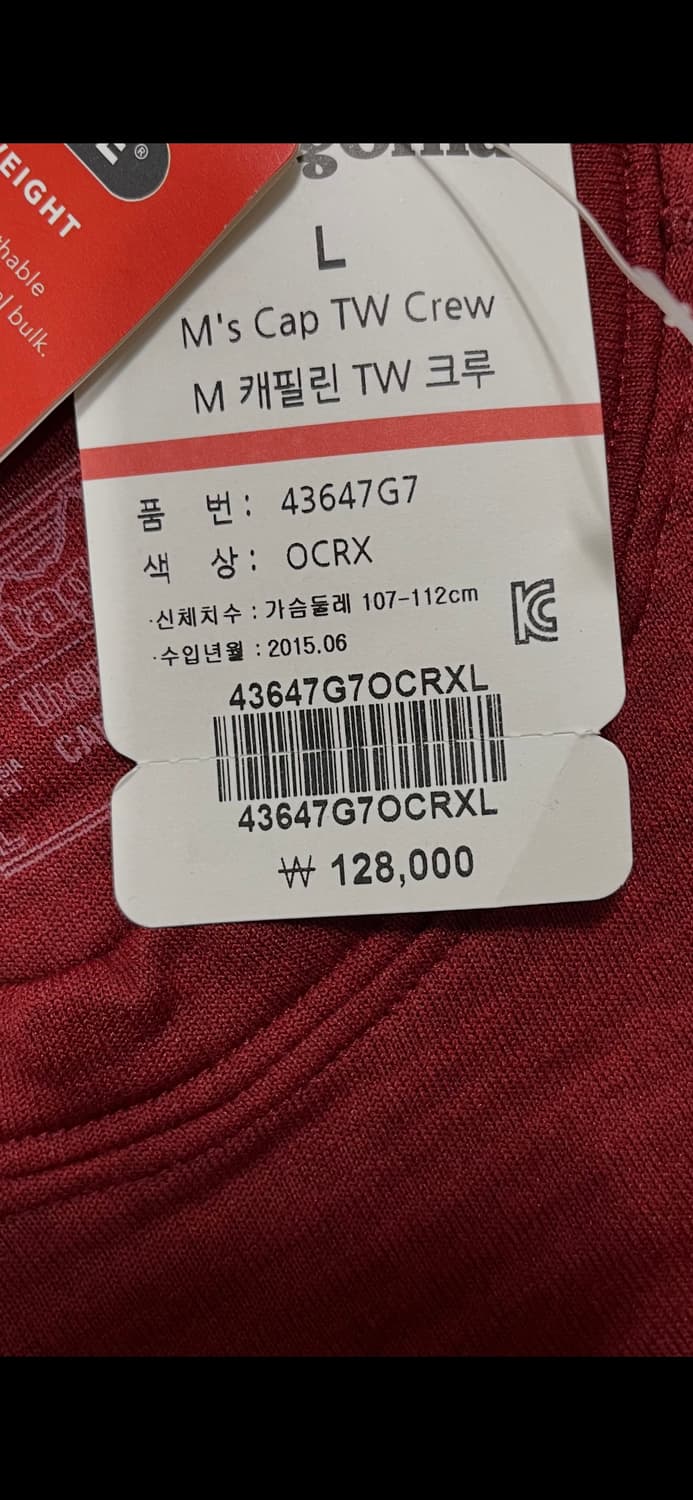 EIGHT
L
M's Cap TW Crew
M 캐필린 TW 크루
품 번 : 43647G7
색 상 : OCRX
·신체치수 : 가슴둘레 107-112cm
·수입년월 : 2015.06
43647G7OCRXL
43647G7OCRXL
₩ 128,000
bulk.